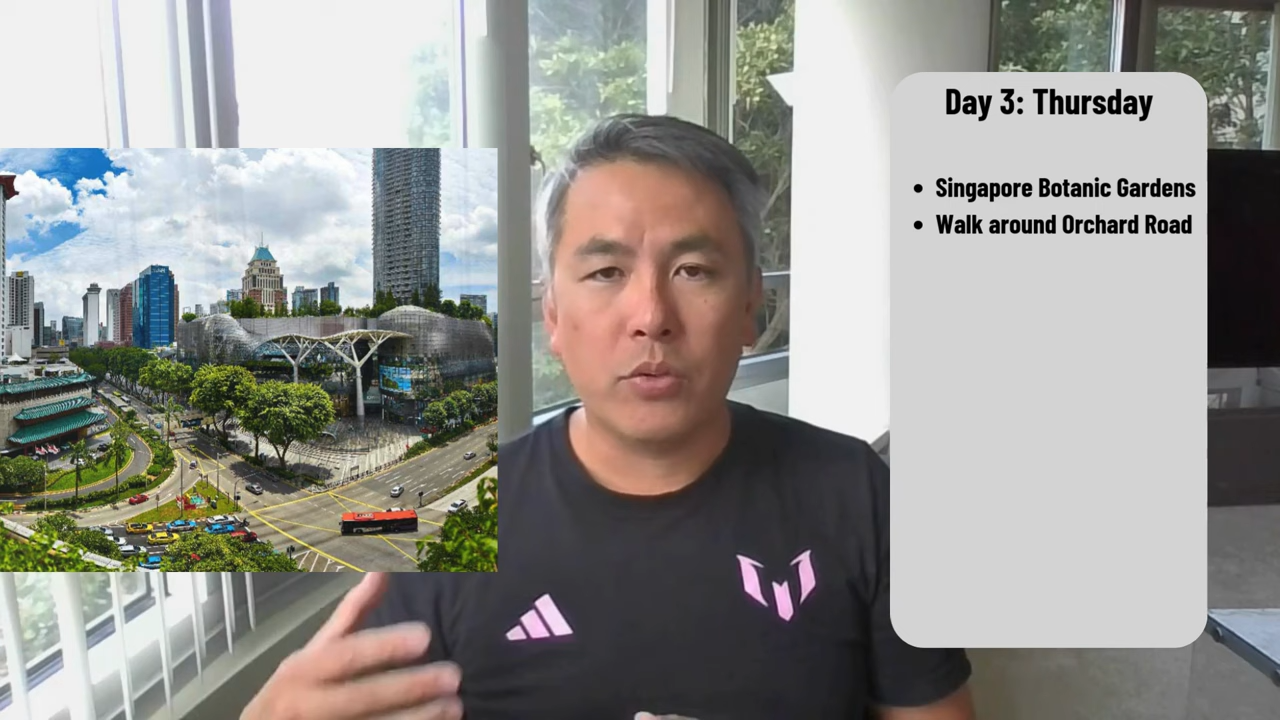 Day 3: Thursday
• Singapore Botanic Gardens
• Walk around Orchard Road